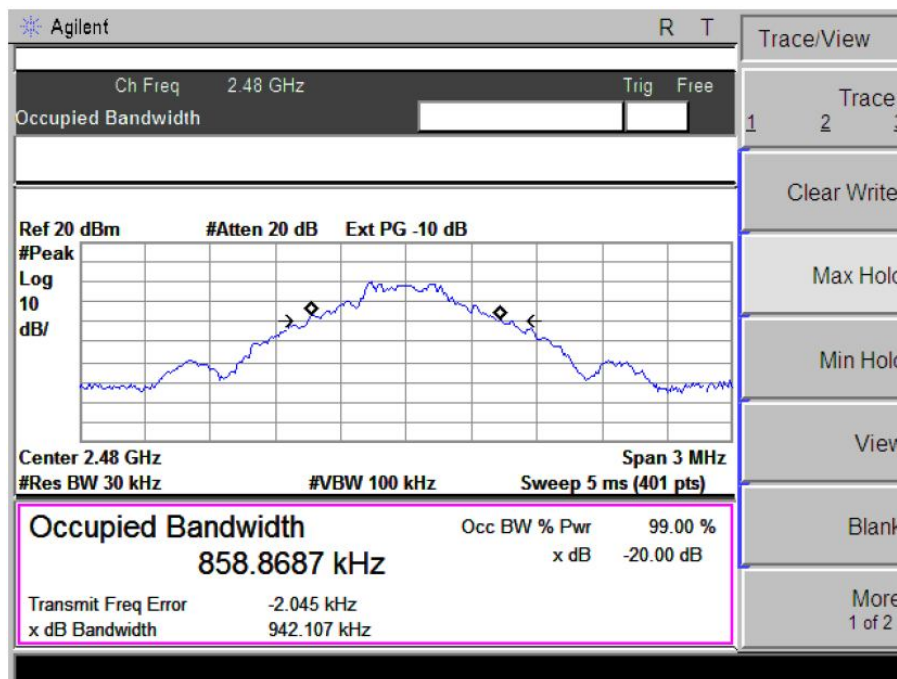 Agilent R T
Trace/View
Ch Freq 2.48 GHz Trig Free
Occupied Bandwidth
Trace
1 2
Clear Write
Max Hold
Min Hold
View
Blank
More
1 of 2
Ref 20 dBm #Atten 20 dB Ext PG -10 dB
#Peak
Log
10
dB/
Center 2.48 GHz Span 3 MHz
#Res BW 30 kHz #VBW 100 kHz Sweep 5 ms (401 pts)
Occupied Bandwidth Occ BW % Pwr 99.00 %
858.8687 kHz x dB -20.00 dB
Transmit Freq Error -2.045 kHz
x dB Bandwidth 942.107 kHz